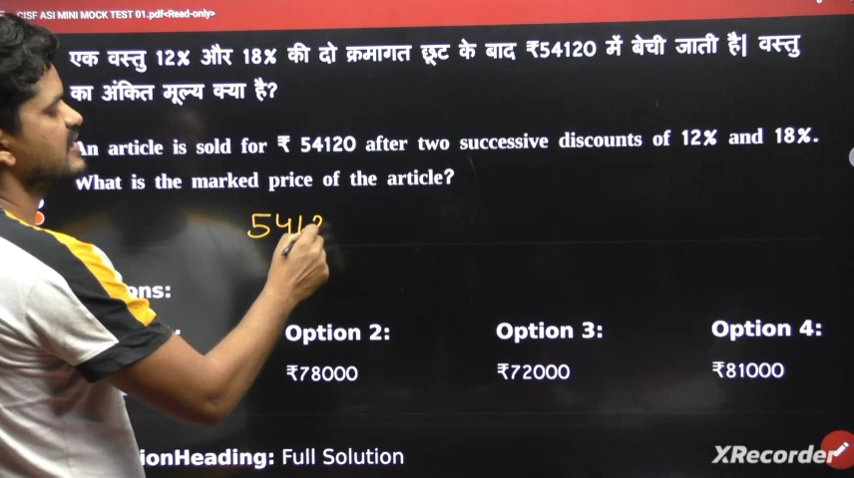 CISF ASI MINI MOCK TEST 01.pdf<Read-only>
एक वस्तु 12% और 18% की दो क्रमागत छूट के बाद ₹54120 में बेची जाती है| वस्तु
का अंकित मूल्य क्या है?
An article is sold for ₹ 54120 after two successive discounts of 12% and 18%.
What is the marked price of the article?
541
ons:
Option 2: Option 3: Option 4:
₹78000 ₹72000 ₹81000
ionHeading: Full Solution
XRecorder